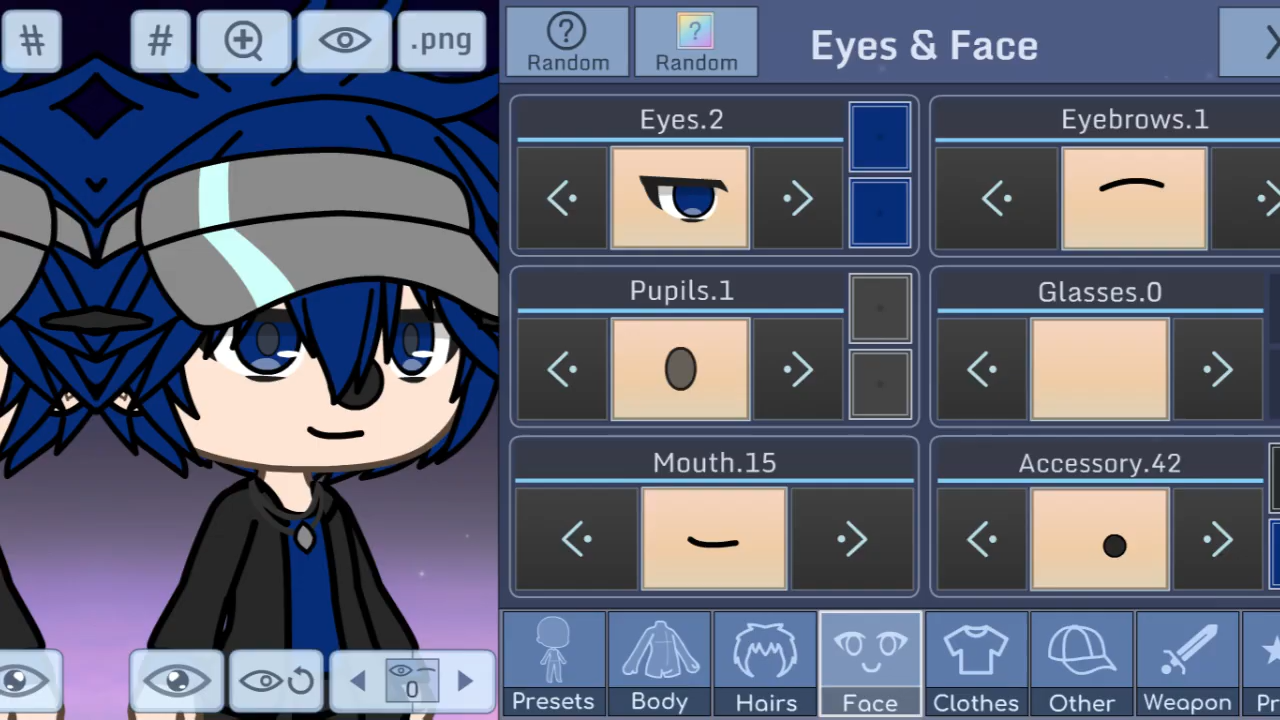 #
#
.png
?
Random
?
Random
Eyes & Face
Eyes.2
Eyebrows.1
Pupils.1
Glasses.0
Mouth.15
Accessory.42
0
Presets
Body
Hairs
Face
Clothes
Other
Weapon
Pr